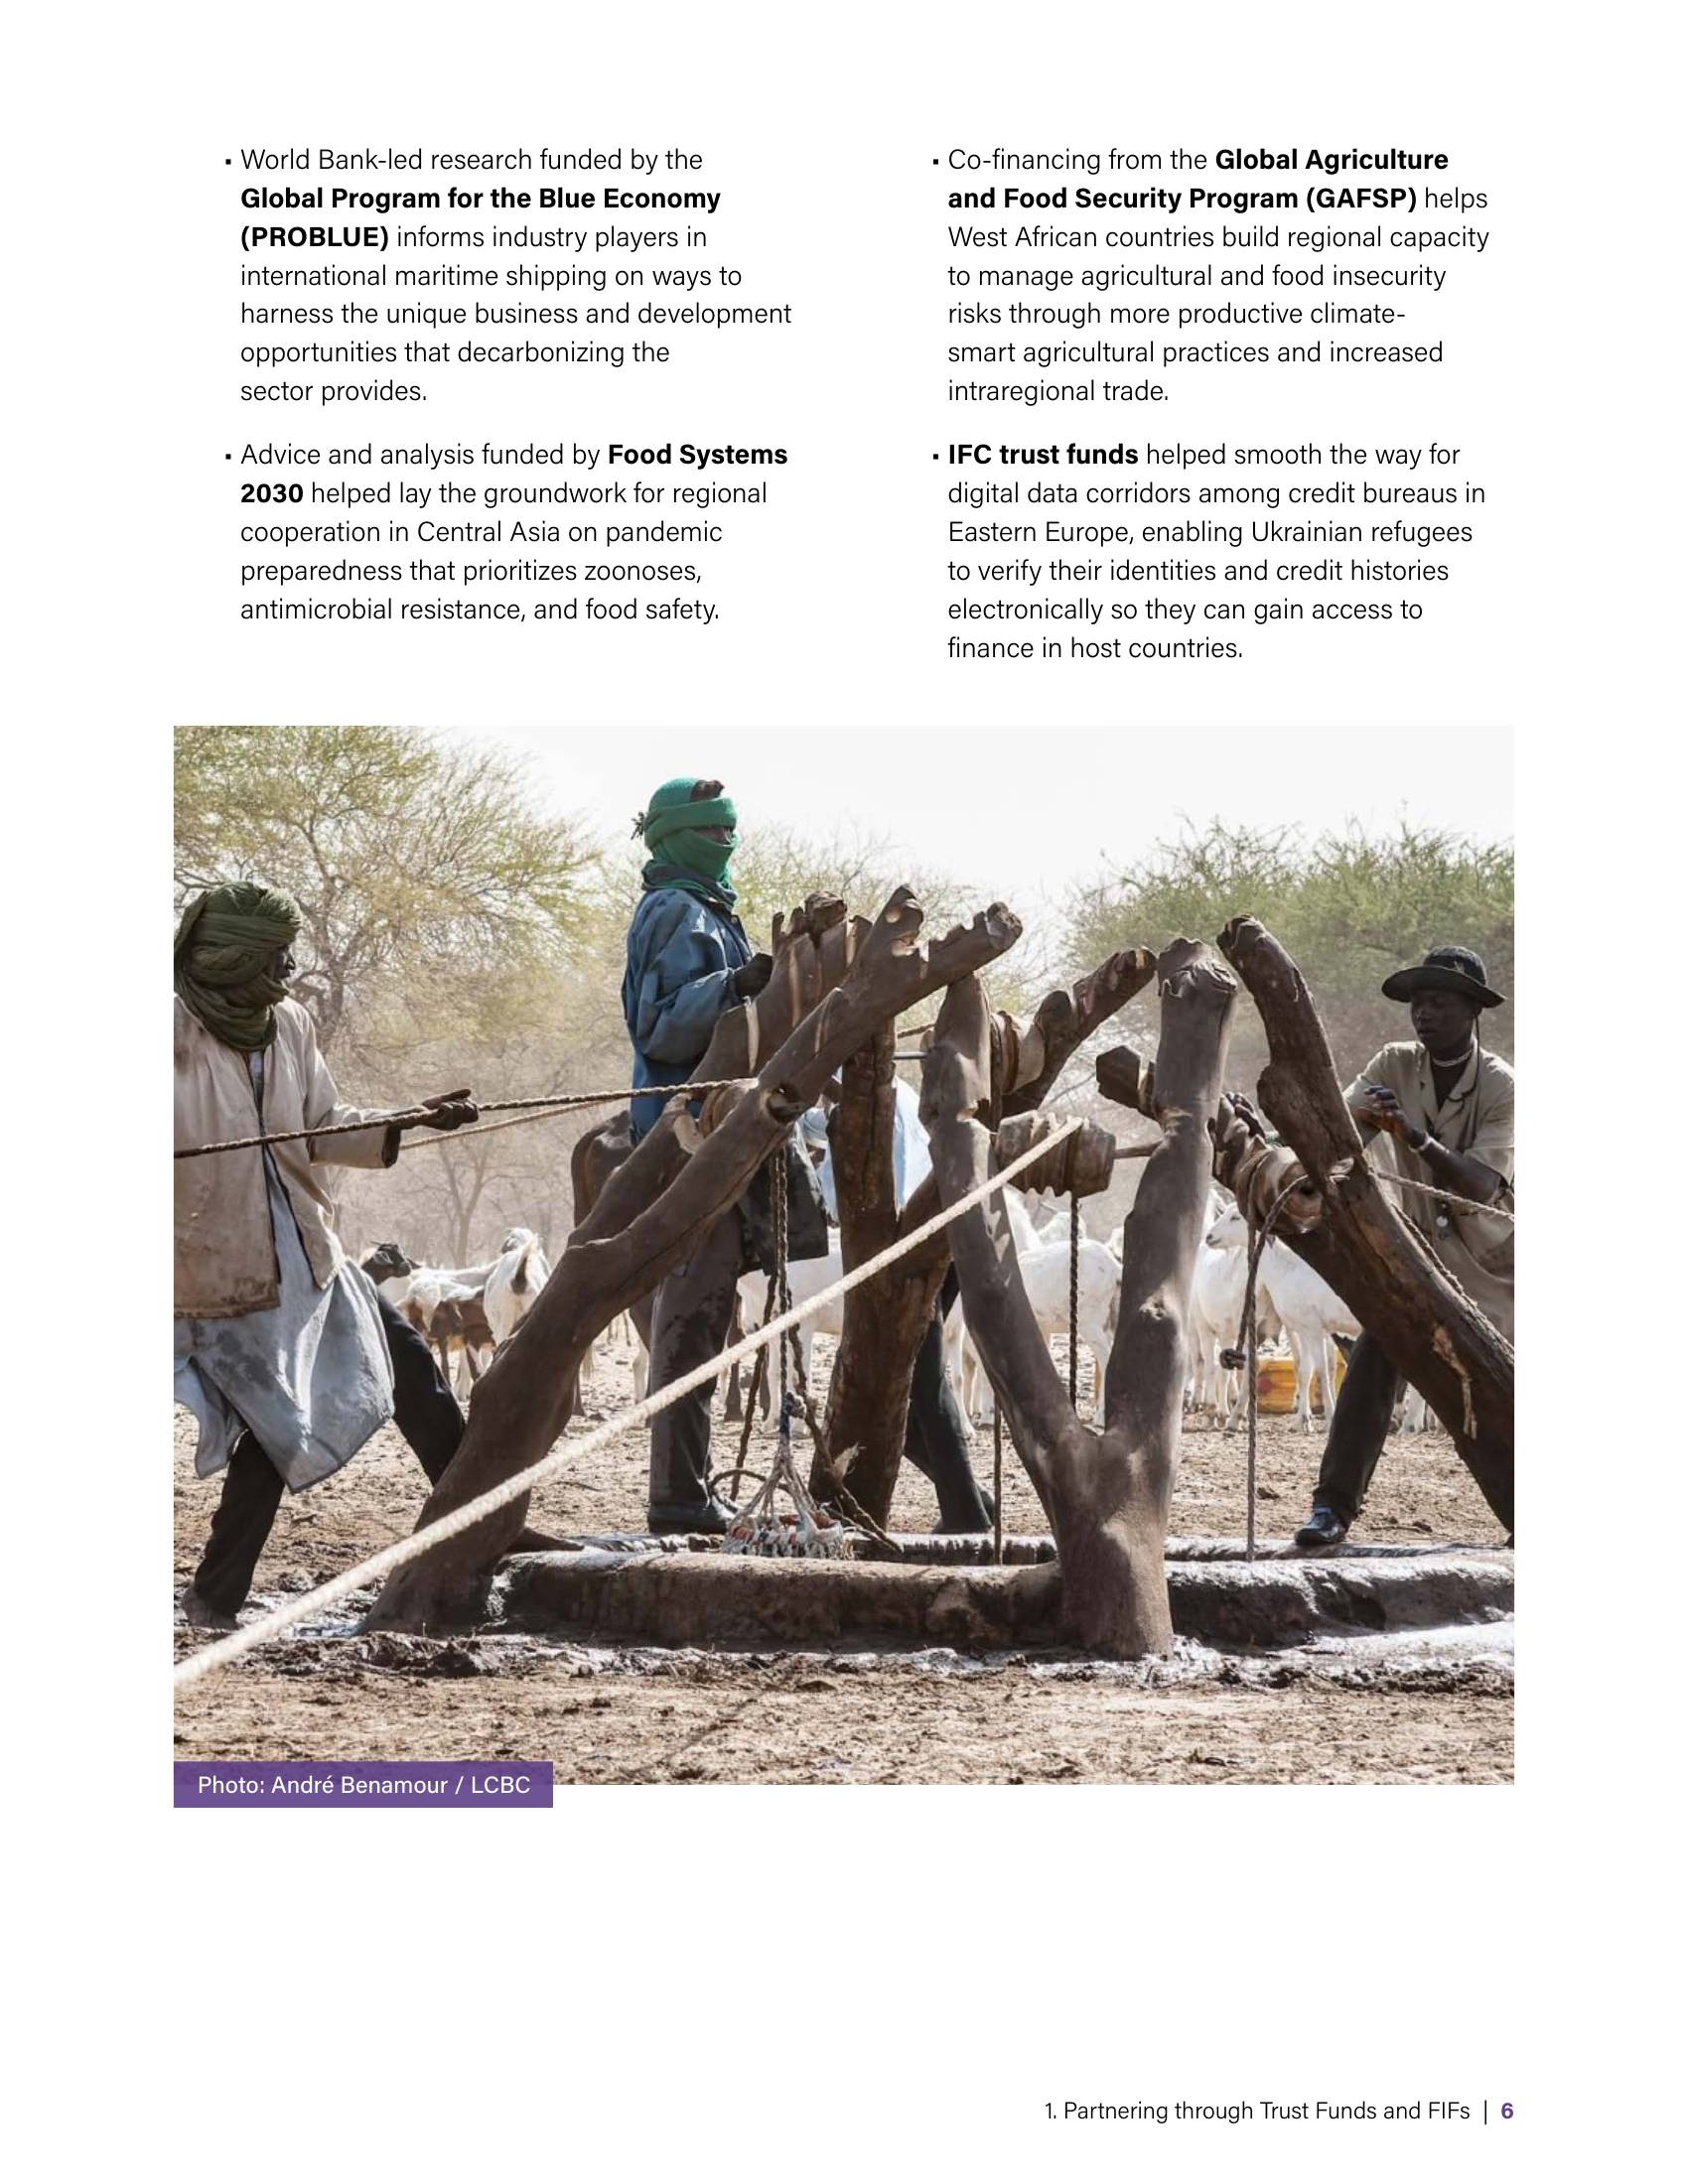 ▪ World Bank-led research funded by the
Global Program for the Blue Economy
(PROBLUE) informs industry players in
international maritime shipping on ways to
harness the unique business and development
opportunities that decarbonizing the
sector provides.
▪ Advice and analysis funded by Food Systems
2030 helped lay the groundwork for regional
cooperation in Central Asia on pandemic
preparedness that prioritizes zoonoses,
antimicrobial resistance, and food safety.
▪ Co-financing from the Global Agriculture
and Food Security Program (GAFSP) helps
West African countries build regional capacity
to manage agricultural and food insecurity
risks through more productive climate-
smart agricultural practices and increased
intraregional trade.
▪ IFC trust funds helped smooth the way for
digital data corridors among credit bureaus in
Eastern Europe, enabling Ukrainian refugees
to verify their identities and credit histories
electronically so they can gain access to
finance in host countries.
Photo: André Benamour / LCBC
1. Partnering through Trust Funds and FIFs | 6